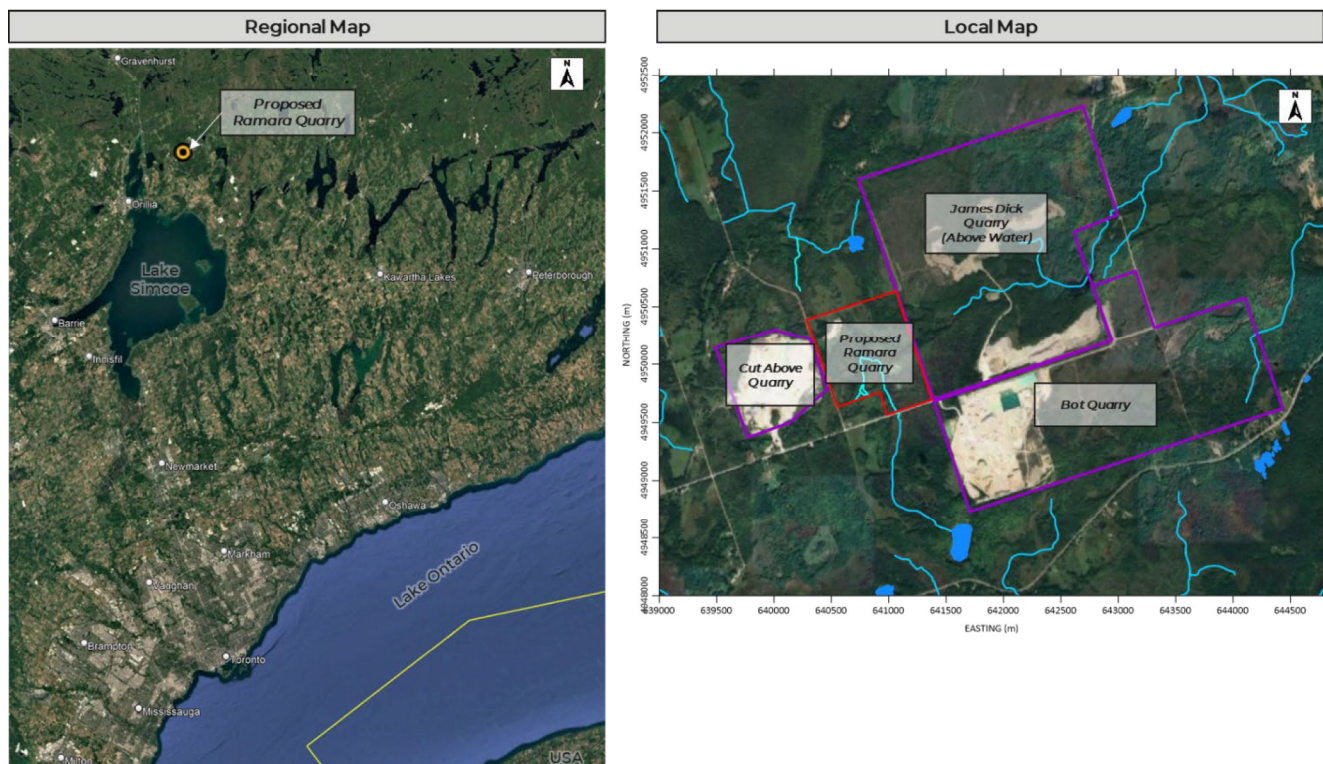 Regional Map
N
Gravenhurst
Proposed
Ramara Quarry
Orillia
Lake
Simcoe
Kawartha Lakes
Peterborough
Barrie
Innisfil
Newmarket
Oshawa
Markham
Lake Ontario
Vaughan
Brampton
Toronto
Mississauga
Milton
USA
Local Map
N
4952500
4952000
4951500
4951000
4950500
4950000
4949500
4949000
4948500
4948000
NORTHING (m)
James Dick
Quarry
(Above Water)
Proposed
Ramara
Quarry
Cut Above
Quarry
Bot Quarry
639000 639500 640000 640500 641000 641500 642000 642500 643000 643500 644000 644500
EASTING (m)